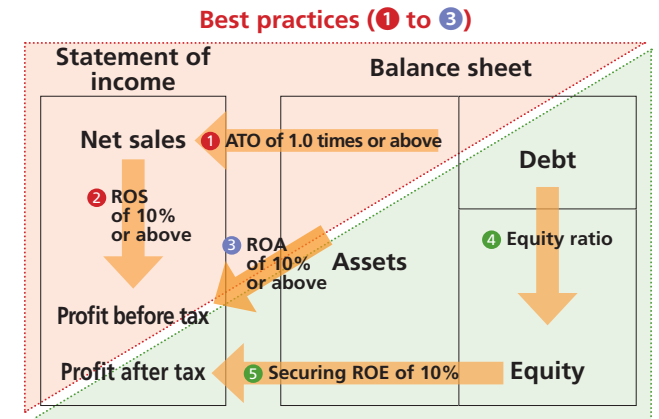 Best practices (❶ to ❸)
Statement of
income
Balance sheet
Net sales
❶ ATO of 1.0 times or above
Debt
❷ ROS
of 10%
or above
❸ ROA
of 10%
or above
Assets
❹ Equity ratio
Profit before tax
Profit after tax
❺ Securing ROE of 10%
Equity